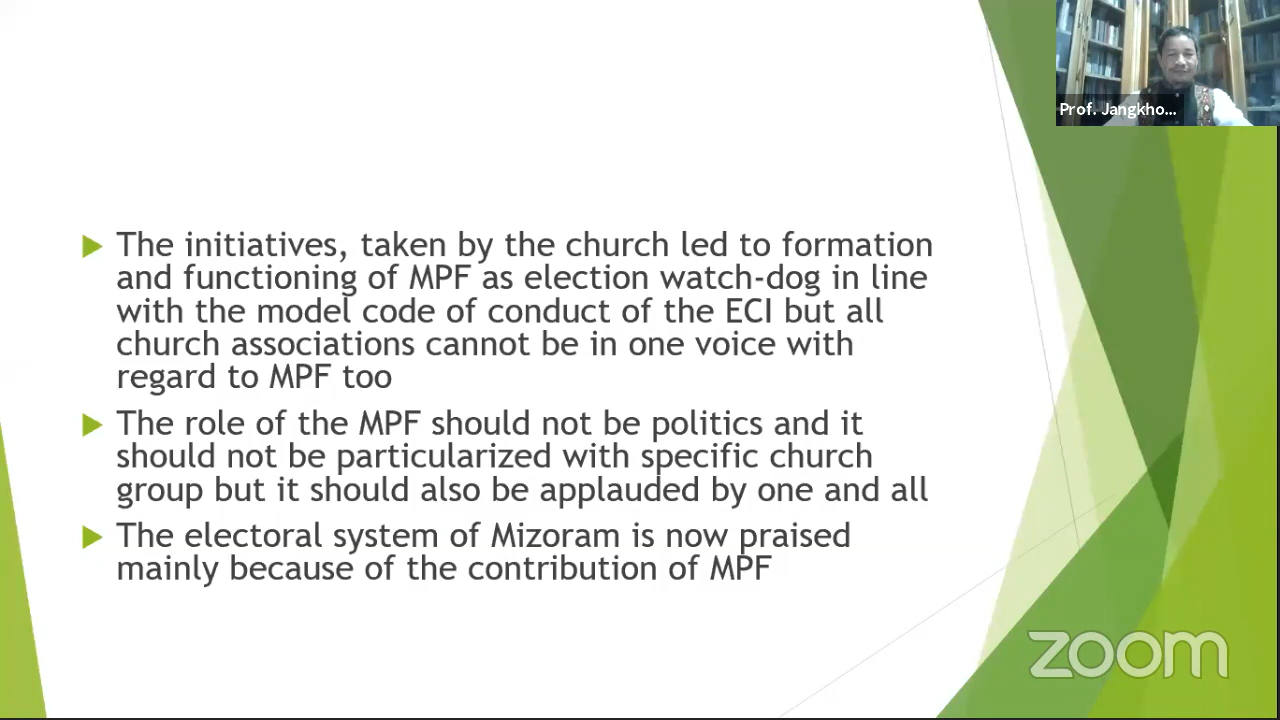 Prof. Jangkho...
The initiatives, taken by the church led to formation
and functioning of MPF as election watch-dog in line
with the model code of conduct of the ECI but all
church associations cannot be in one voice with
regard to MPF too
The role of the MPF should not be politics and it
should not be particularized with specific church
group but it should also be applauded by one and all
The electoral system of Mizoram is now praised
mainly because of the contribution of MPF
zoom